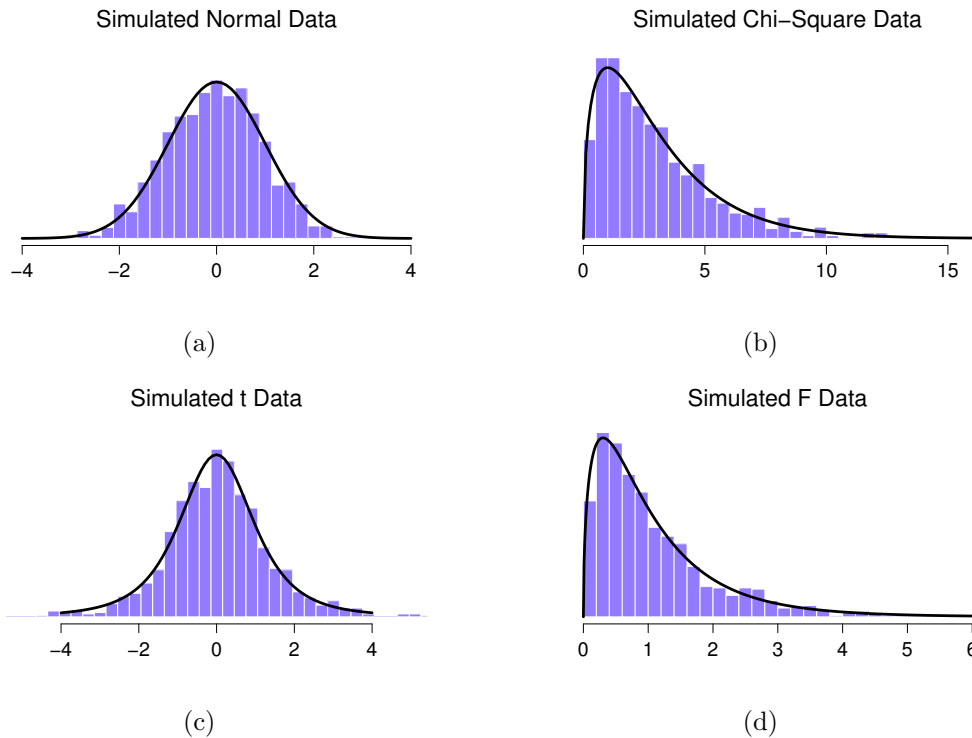 Simulated Normal Data
−4 −2 0 2 4
(a)
Simulated Chi−Square Data
0 5 10 15
(b)
Simulated t Data
−4 −2 0 2 4
(c)
Simulated F Data
0 1 2 3 4 5 6
(d)